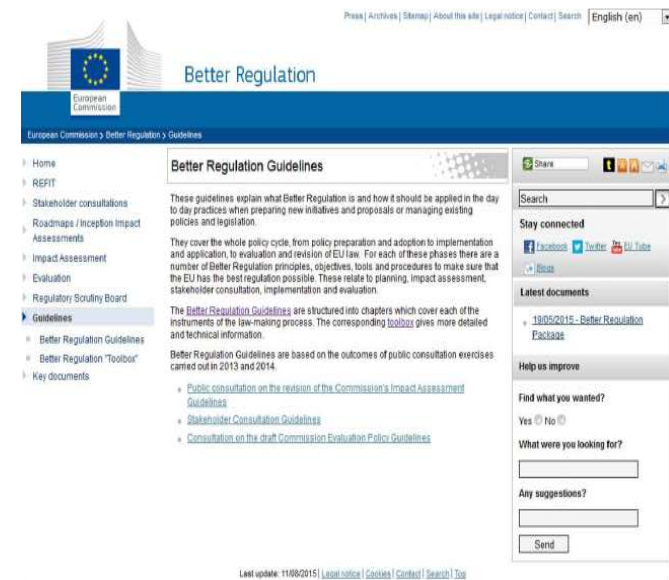 Press | Archives | Sitemap | About this site | Legal notice | Contact | Search English (en)
European
Commission
Better Regulation
European Commission > Better Regulation > Guidelines
Home
REFIT
Stakeholder consultations
Roadmaps / Inception Impact
Assessments
Impact Assessment
Evaluation
Regulatory Scrutiny Board
Guidelines
Better Regulation Guidelines
Better Regulation "Toolbox"
Key documents
Better Regulation Guidelines
These guidelines explain what Better Regulation is and how it should be applied in the day
to day practices when preparing new initiatives and proposals or managing existing
policies and legislation.
They cover the whole policy cycle, from policy preparation and adoption to implementation
and application, to evaluation and revision of EU law. For each of these phases there are a
number of Better Regulation principles, objectives, tools and procedures to make sure that
the EU has the best regulation possible. These relate to planning, impact assessment,
stakeholder consultation, implementation and evaluation.
The Better Regulation Guidelines are structured into chapters which cover each of the
instruments of the law-making process. The corresponding toolbox gives more detailed
and technical information.
Better Regulation Guidelines are based on the outcomes of public consultation exercises
carried out in 2013 and 2014.
Public consultation on the revision of the Commission's Impact Assessment
Guidelines
Stakeholder Consultation Guidelines
Consultation on the draft Commission Evaluation Policy Guidelines
Share
Search
Stay connected
Facebook Twitter EU Tube
Blogs
Latest documents
19/05/2015 - Better Regulation
Package
Help us improve
Find what you wanted?
Yes No
What were you looking for?
Any suggestions?
Send
Last update: 11/08/2015 | Legal notice | Cookies | Contact | Search | Top